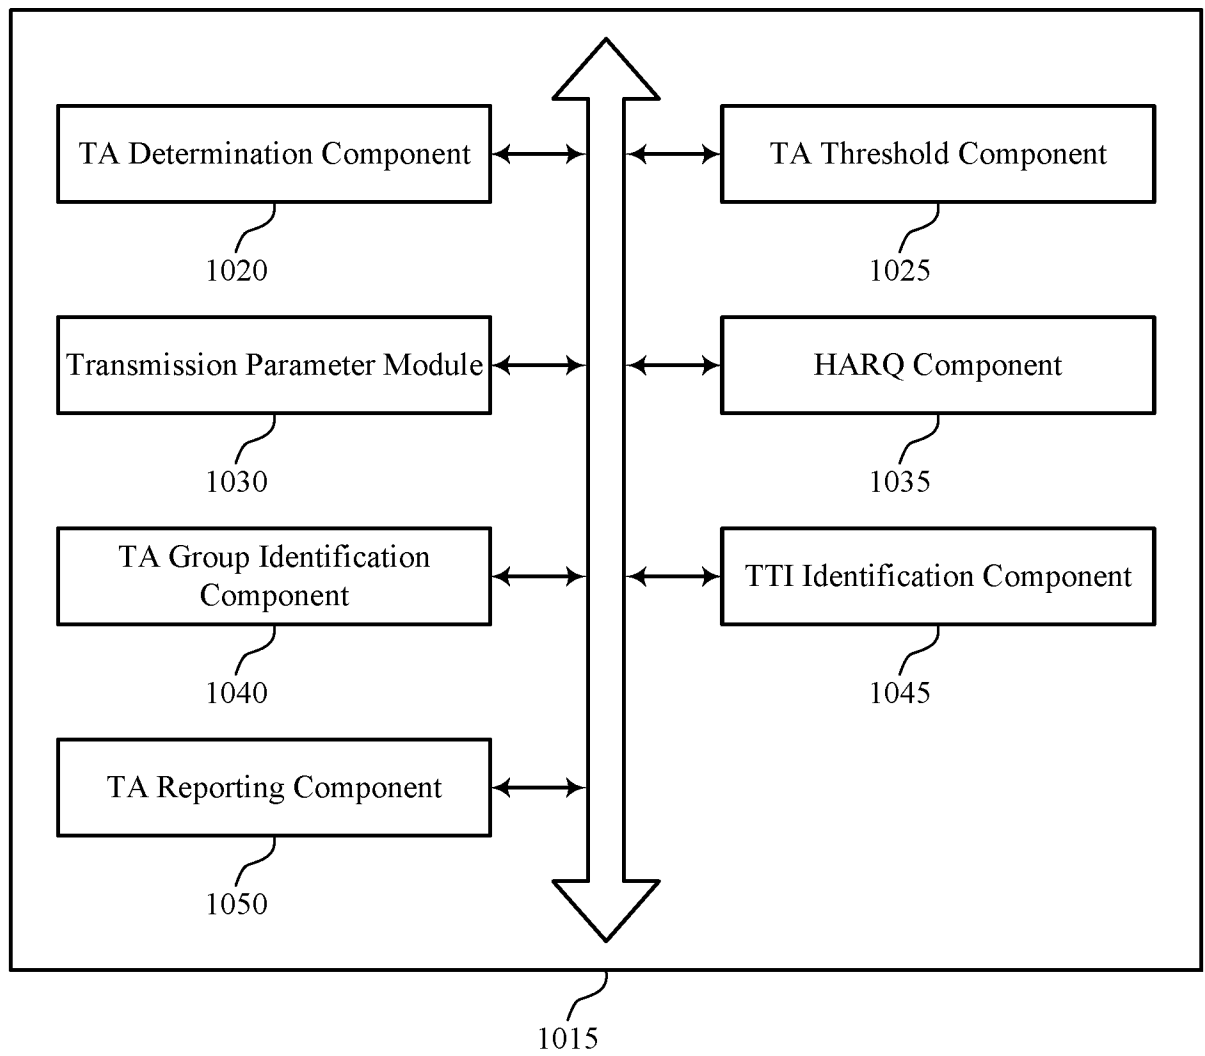 TA Determination Component
1020
TA Threshold Component
1025
Transmission Parameter Module
1030
HARQ Component
1035
TA Group Identification
Component
1040
TTI Identification Component
1045
TA Reporting Component
1050
1015